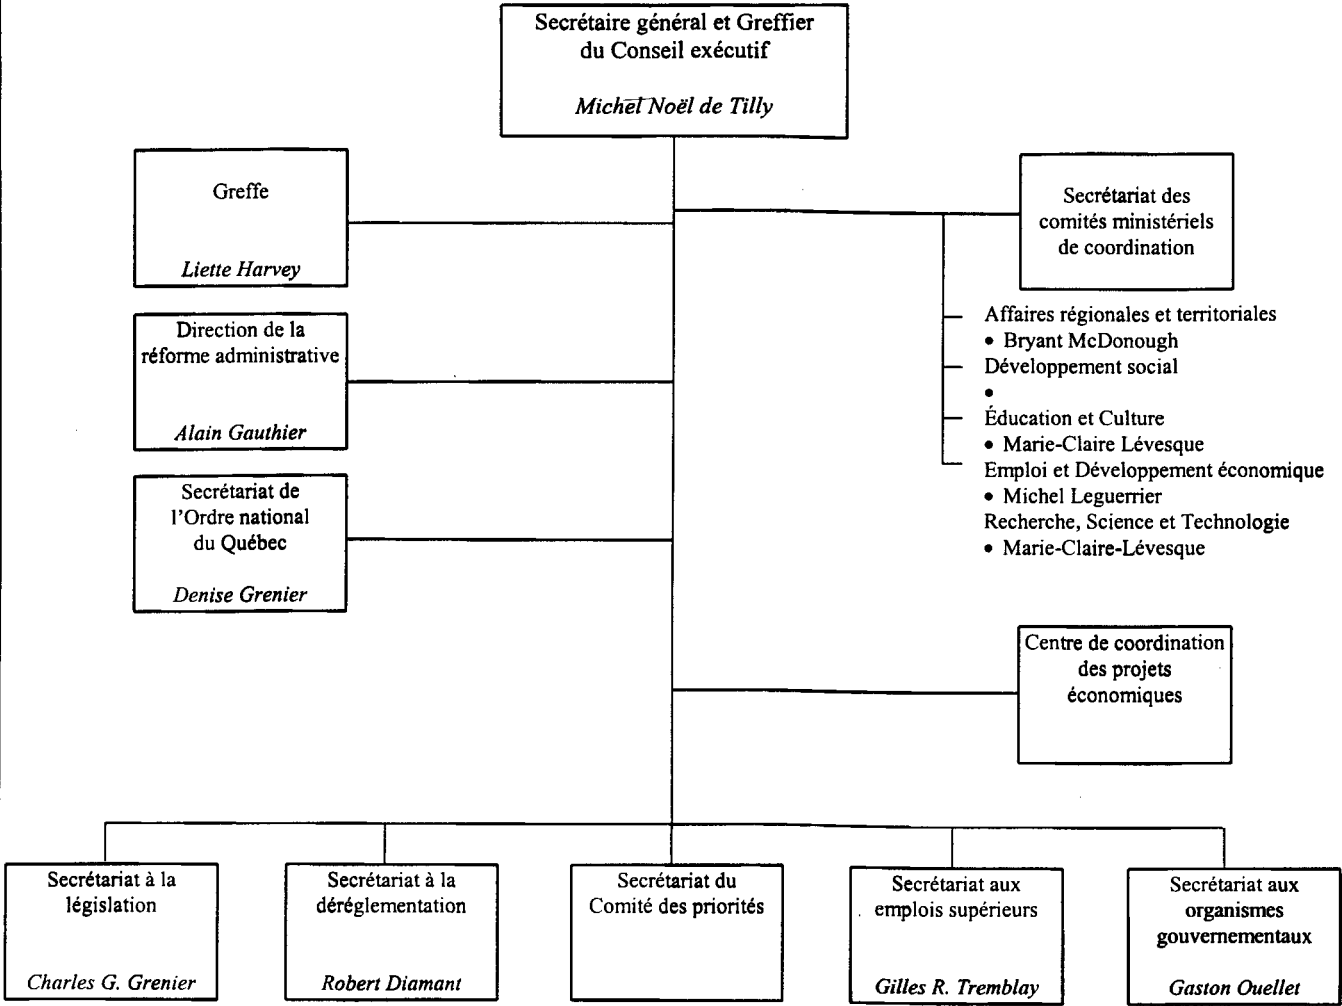 Secrétaire général et Greffier
du Conseil exécutif
Michel Noël de Tilly
Greffe
Liette Harvey
Direction de la
réforme administrative
Alain Gauthier
Secrétariat de
l'Ordre national
du Québec
Denise Grenier
Secrétariat des
comités ministériels
de coordination
Affaires régionales et territoriales
• Bryant McDonough
Développement social
•
Éducation et Culture
• Marie-Claire Lévesque
Emploi et Développement économique
• Michel Leguerrier
Recherche, Science et Technologie
• Marie-Claire-Lévesque
Centre de coordination
des projets
économiques
Secrétariat à la
législation
Charles G. Grenier
Secrétariat à la
déréglementation
Robert Diamant
Secrétariat du
Comité des priorités
Secrétariat aux
emplois supérieurs
Gilles R. Tremblay
Secrétariat aux
organismes
gouvernementaux
Gaston Ouellet